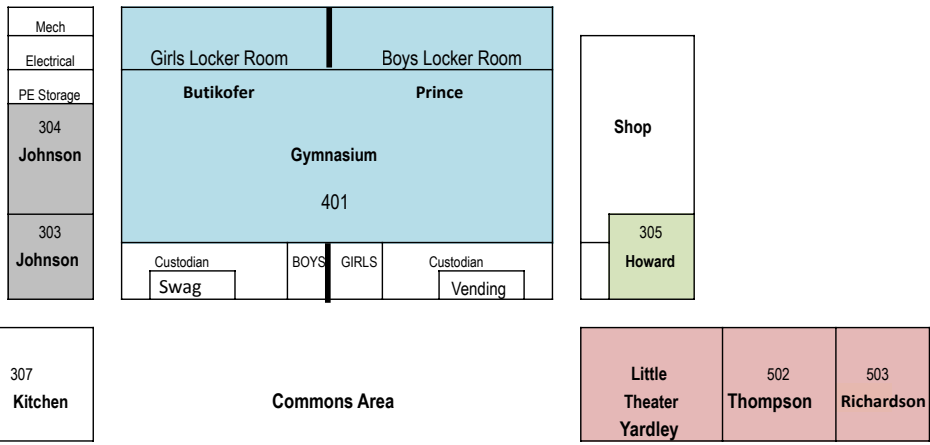 Mech
Electrical
PE Storage
304
Johnson
303
Johnson
Girls Locker Room
Boys Locker Room
Butikofer
Prince
Gymnasium
401
Custodian
Swag
BOYS
GIRLS
Custodian
Vending
Shop
305
Howard
307
Kitchen
Commons Area
Little
Theater
Yardley
502
Thompson
503
Richardson